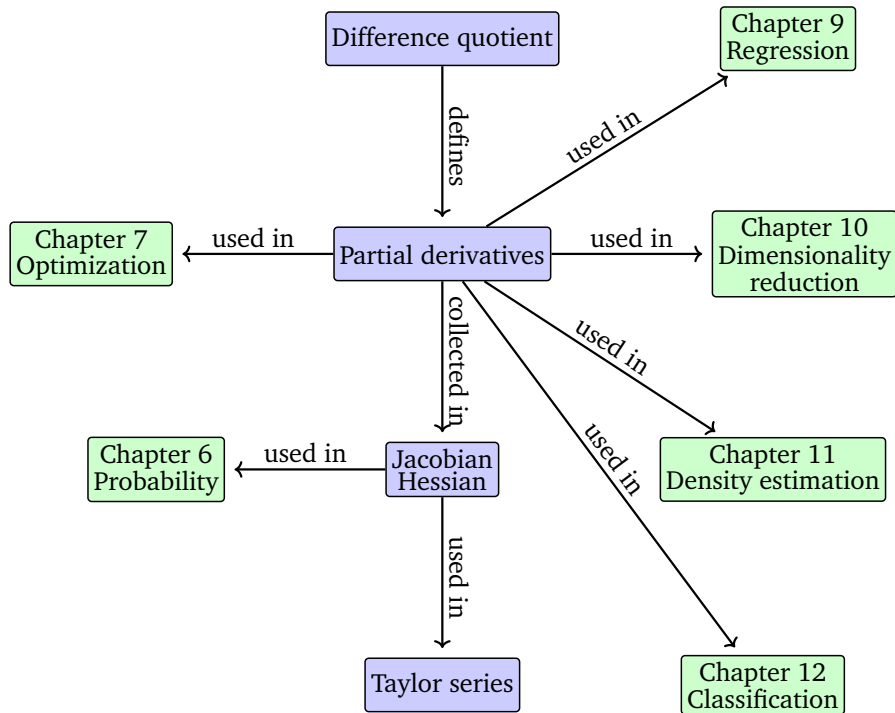 Difference quotient
Chapter 9
Regression
defines
used in
Chapter 7
Optimization
used in
Partial derivatives
used in
Chapter 10
Dimensionality
reduction
collected in
used in
used in
Chapter 6
Probability
used in
Jacobian
Hessian
Chapter 11
Density estimation
used in
Taylor series
Chapter 12
Classification